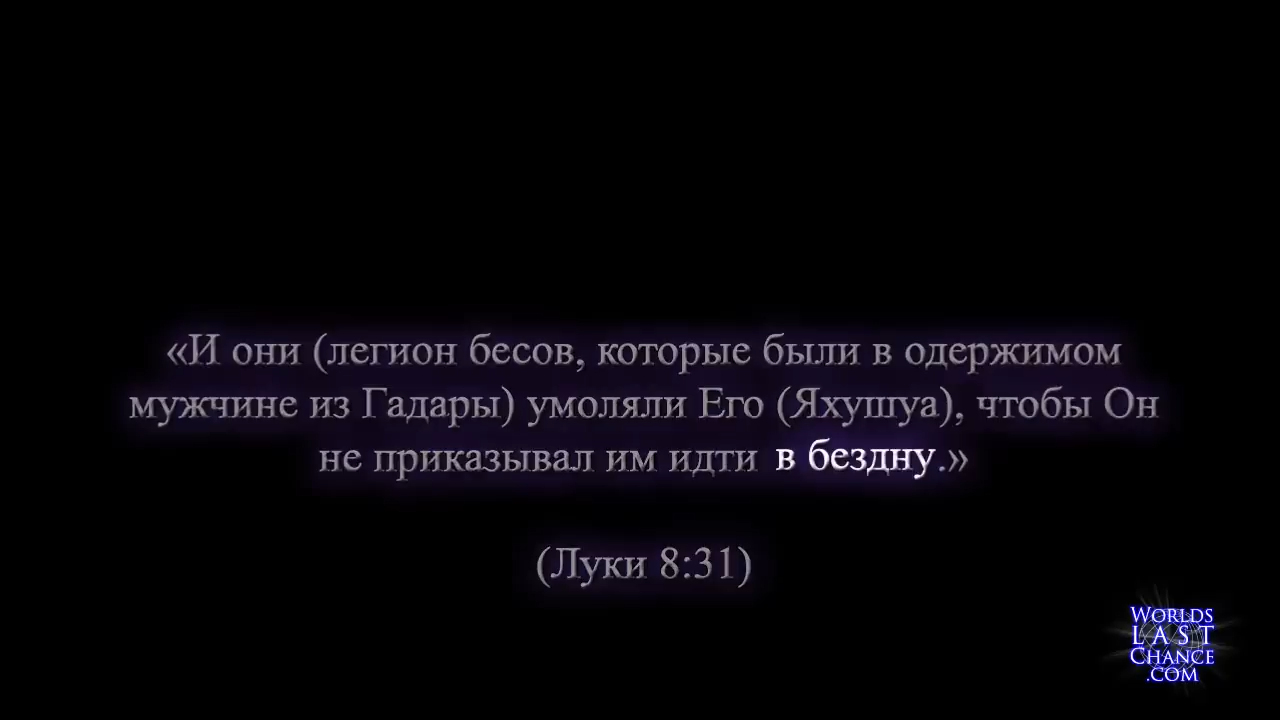 «И они (легион бесов, которые были в одержимом
мужчине из Гадары) умоляли Его (Яхушуа), чтобы Он
не приказывал им идти в бездну.»
(Луки 8:31)
WORLDS
LAST
CHANCE
.COM